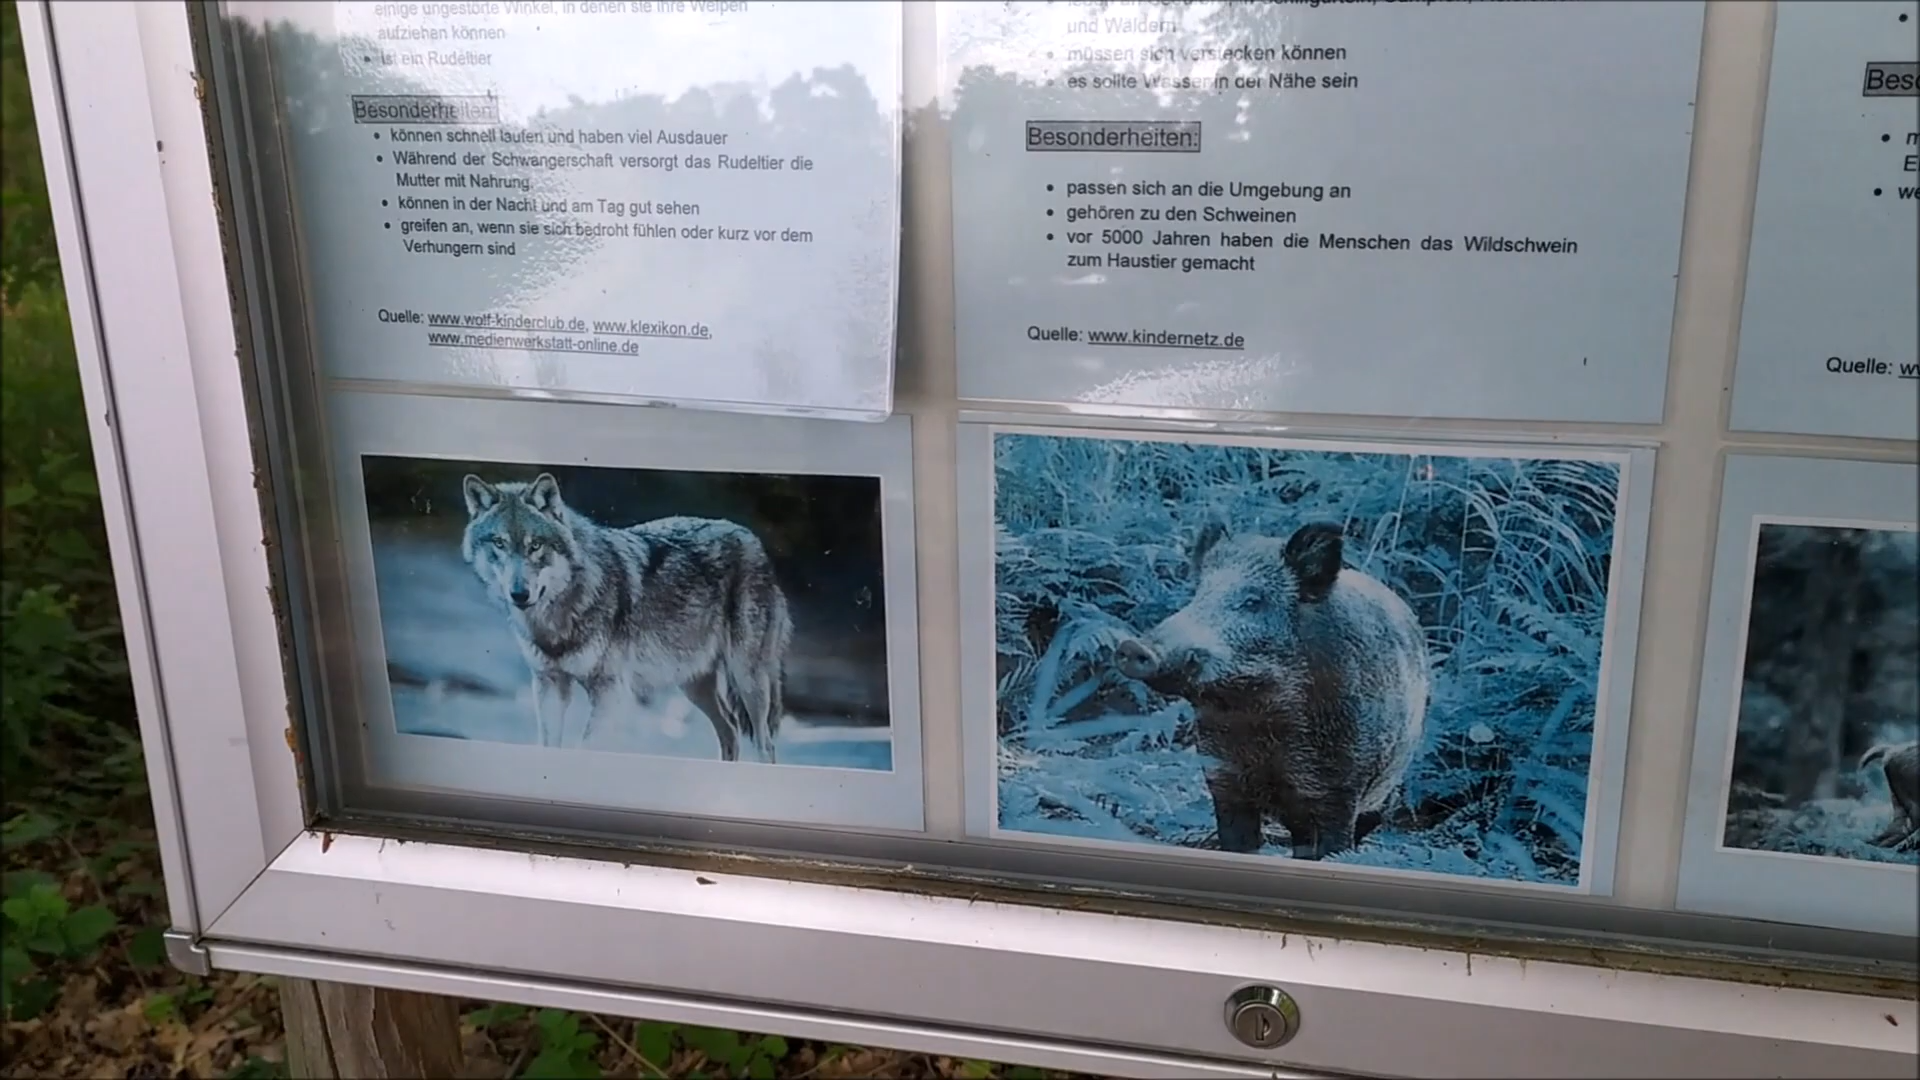 einige ungestörte Winkel, in denen sie ihre Welpen
aufziehen können
• ist ein Rudeltier
Besonderheiten:
• können schnell laufen und haben viel Ausdauer
• Während der Schwangerschaft versorgt das Rudeltier die
Mutter mit Nahrung.
• können in der Nacht und am Tag gut sehen
• greifen an, wenn sie sich bedroht fühlen oder kurz vor dem
Verhungern sind
Quelle: www.wolf-kinderclub.de, www.klexikon.de,
www.medienwerkstatt-online.de
und Wäldern
• müssen sich verstecken können
• es sollte Wasser in der Nähe sein
Besonderheiten:
• passen sich an die Umgebung an
• gehören zu den Schweinen
• vor 5000 Jahren haben die Menschen das Wildschwein
zum Haustier gemacht
Quelle: www.kindernetz.de
Quelle: